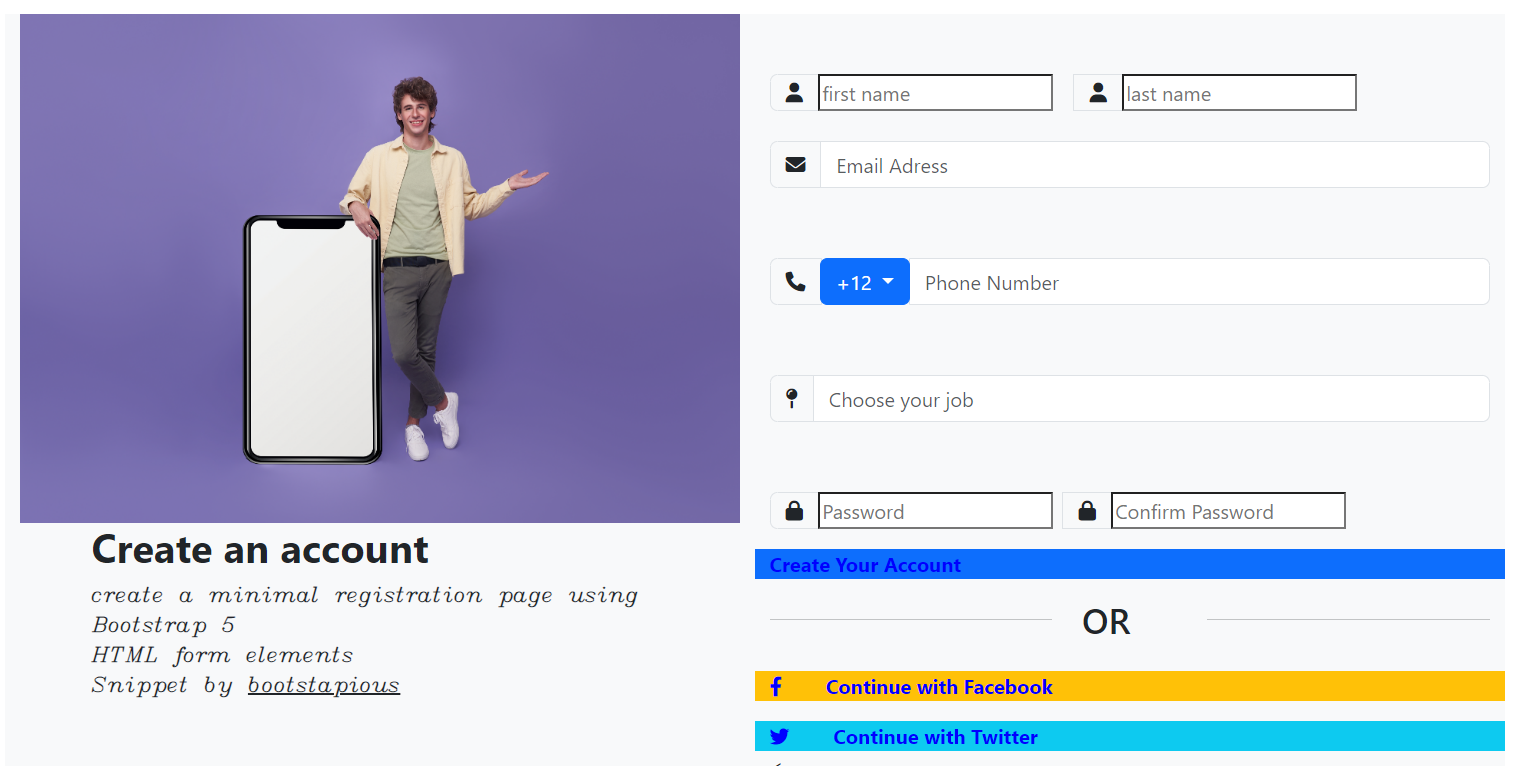 Create an account
create a minimal registration page using
Bootstrap 5
HTML form elements
Snippet by bootstapious
first name
last name
Email Adress
+12
Phone Number
Choose your job
Password
Confirm Password
Create Your Account
OR
Continue with Facebook
Continue with Twitter